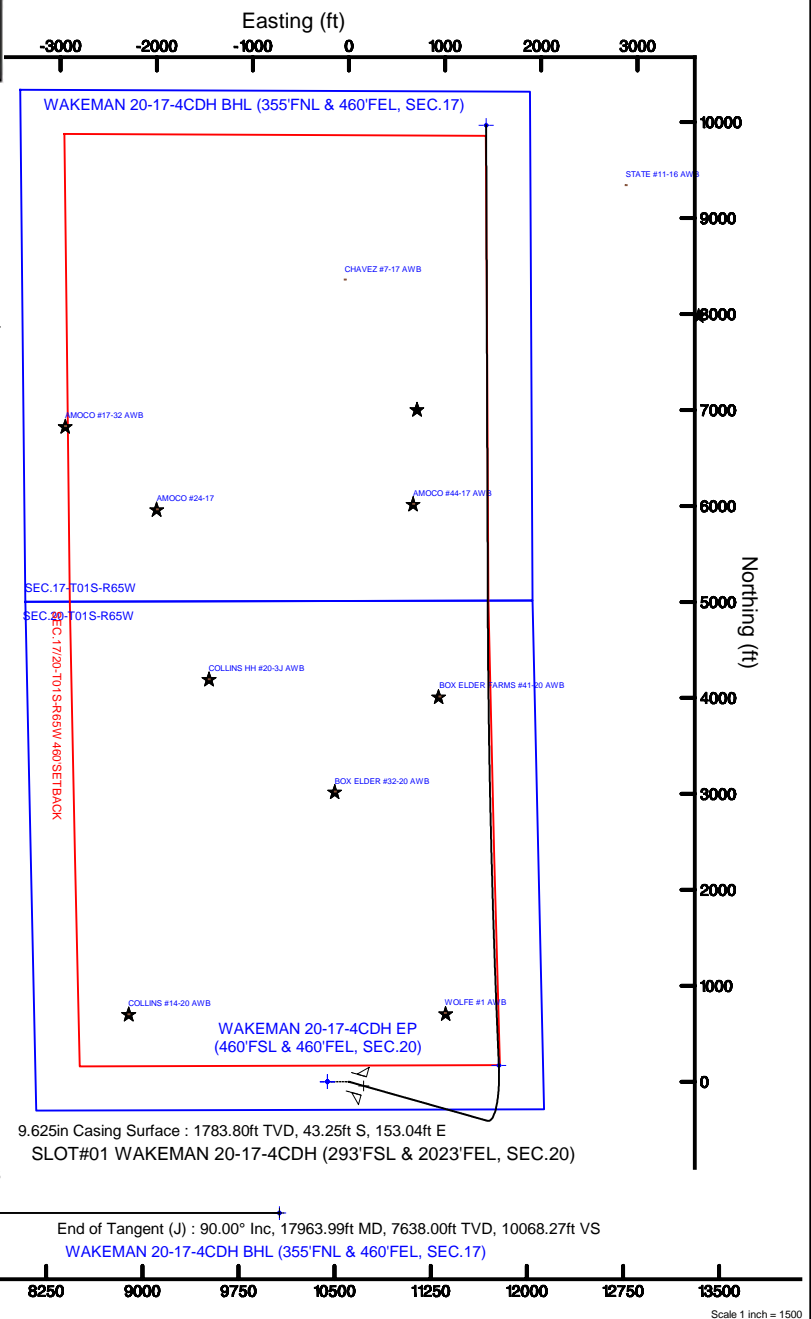 Easting (ft)
-3000 -2000 -1000 0 1000 2000 3000
WAKEMAN 20-17-4CDH BHL (355'FNL & 460'FEL, SEC.17)
10000
STATE #11-16 AWB
9000
CHAVEZ #7-17 AWB
8000
7000
AMOCO #17-32 AWB
AMOCO #24-17
AMOCO #44-17 AWB
6000
SEC.17-T01S-R65W
5000
SEC.20-T01S-R65W
Northing (ft)
SEC.17/20-T01S-R65W 460'SETBACK
COLLINS HH #20-3J AWB
BOX ELDER FARMS #41-20 AWB
4000
BOX ELDER #32-20 AWB
3000
2000
COLLINS #14-20 AWB
WOLFE #1 AWB
1000
WAKEMAN 20-17-4CDH EP
(460'FSL & 460'FEL, SEC.20)
0
9.625in Casing Surface : 1783.80ft TVD, 43.25ft S, 153.04ft E
SLOT#01 WAKEMAN 20-17-4CDH (293'FSL & 2023'FEL, SEC.20)
End of Tangent (J) : 90.00° Inc, 17963.99ft MD, 7638.00ft TVD, 10068.27ft VS
WAKEMAN 20-17-4CDH BHL (355'FNL & 460'FEL, SEC.17)
8250 9000 9750 10500 11250 12000 12750 13500
Scale 1 inch = 1500